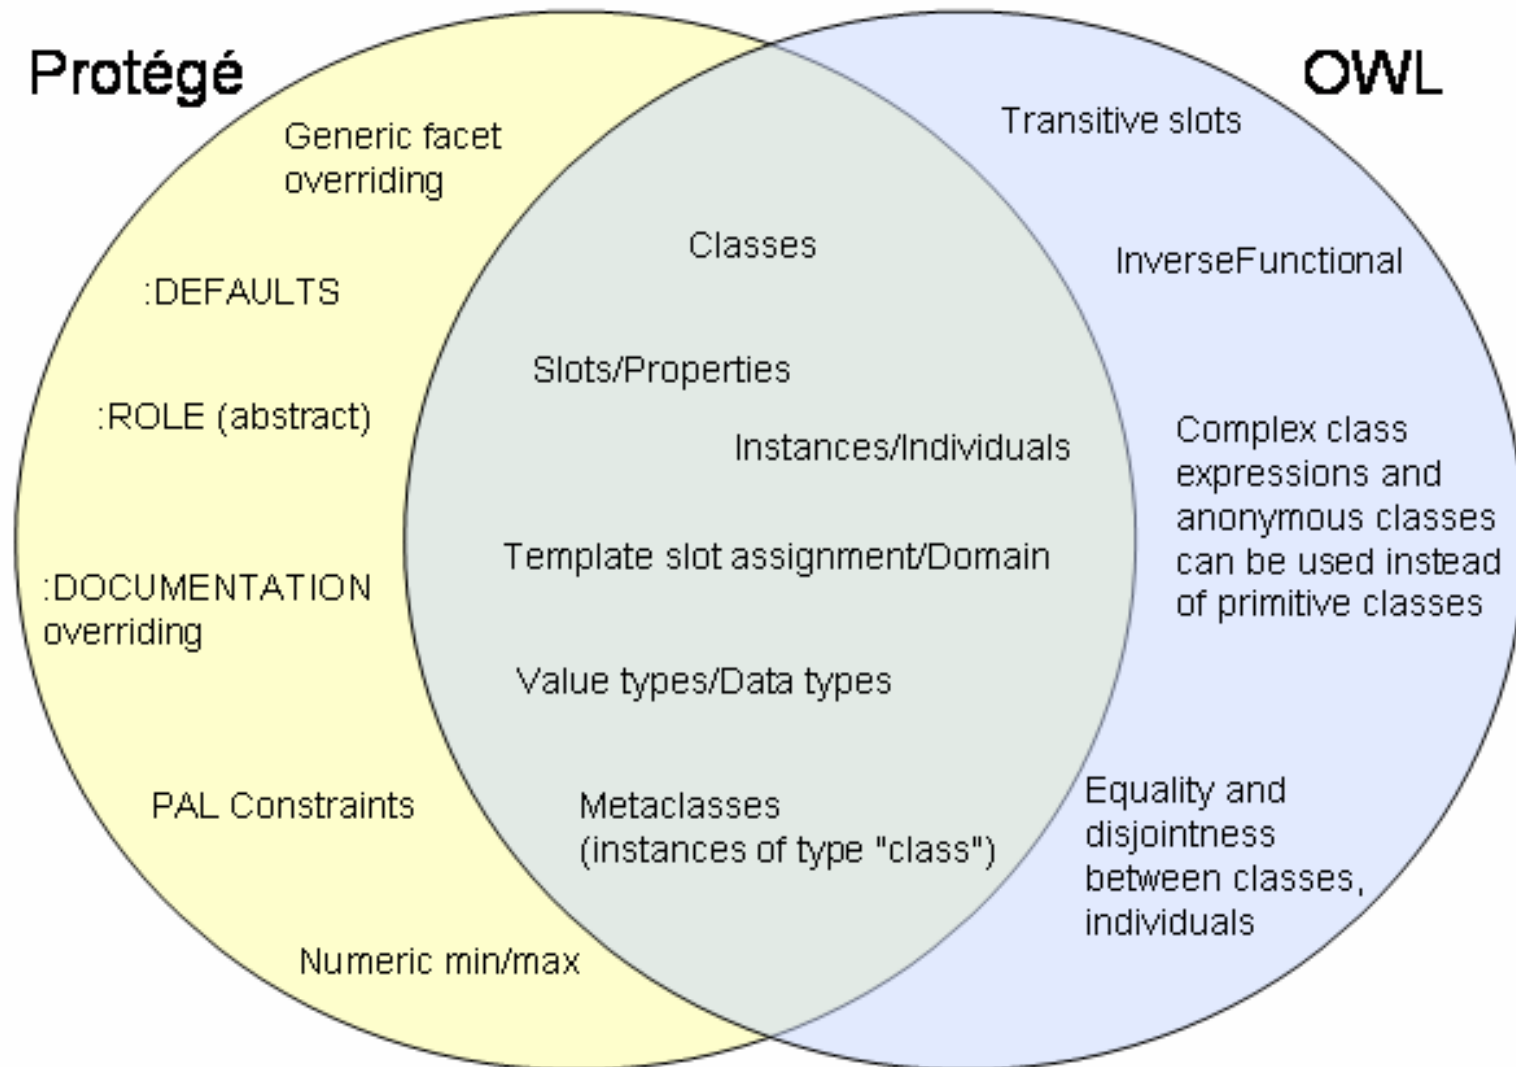 Protégé
OWL
Generic facet
overriding
:DEFAULTS
:ROLE (abstract)
:DOCUMENTATION
overriding
PAL Constraints
Numeric min/max
Classes
Slots/Properties
Instances/Individuals
Template slot assignment/Domain
Value types/Data types
Metaclasses
(instances of type "class")
Transitive slots
InverseFunctional
Complex class
expressions and
anonymous classes
can be used instead
of primitive classes
Equality and
disjointness
between classes,
individuals